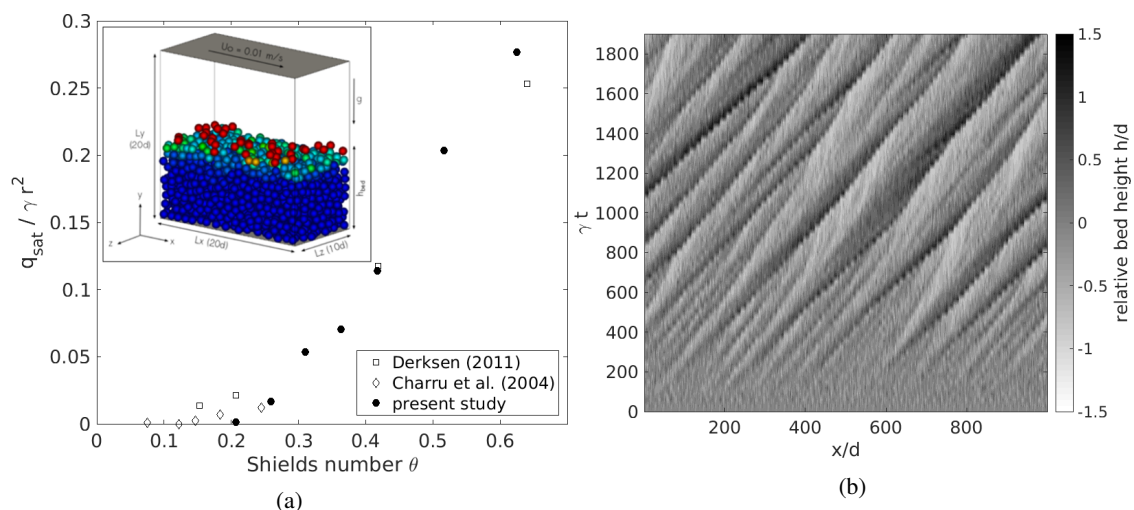 0.3
0.25
0.2
0.15
0.1
0.05
0
q_sat / γ r^2
0 0.1 0.2 0.3 0.4 0.5 0.6
Shields number θ
Uo = 0.01 m/s
Ly
(20d)
g
h_bed
y
z
x
Lx (20d)
Lz (10d)
Derksen (2011)
Charru et al. (2004)
present study
(a)
1800
1600
1400
1200
1000
800
600
400
200
0
γ t
200 400 600 800
x/d
1.5
1
0.5
0
-0.5
-1
-1.5
relative bed height h/d
(b)